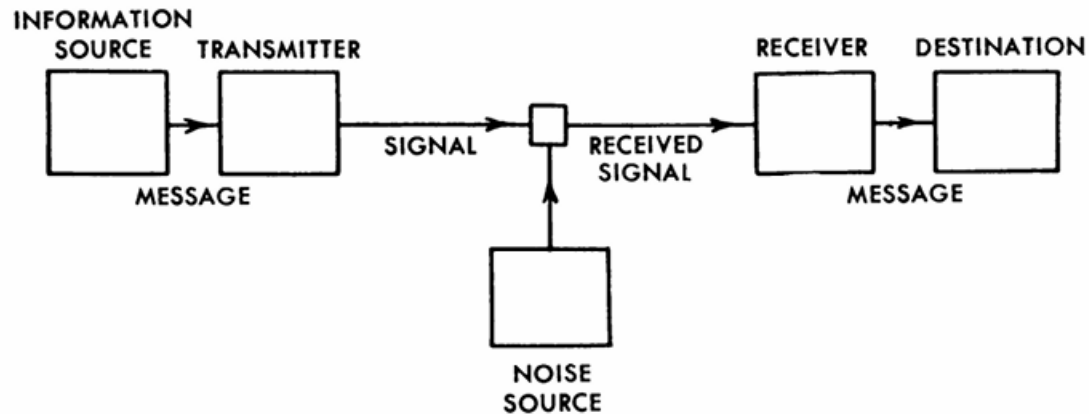 INFORMATION
SOURCE
TRANSMITTER
RECEIVER
DESTINATION
SIGNAL
RECEIVED
SIGNAL
MESSAGE
MESSAGE
NOISE
SOURCE